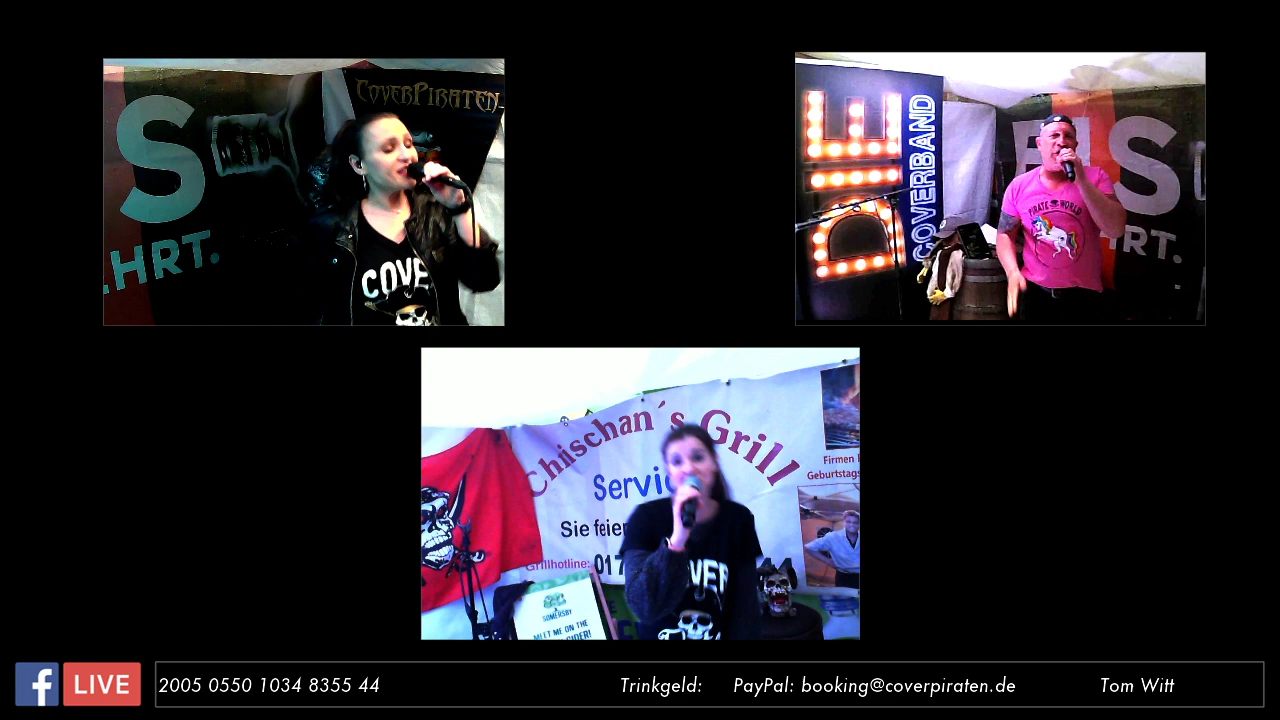 S
.HRT.
COVERPIRATEN
COVE
DIE
COVERBAND
S
HRT.
PIRATE WORLD
Chischan´s Grill
Servic
Sie feier
Grillhotline: 017
Firmen
Geburtstags
COVER
SOMERSBY
MEET ME ON THE
CIDER!
f LIVE
2005 0550 1034 8355 44 Trinkgeld: PayPal: booking@coverpiraten.de Tom Witt